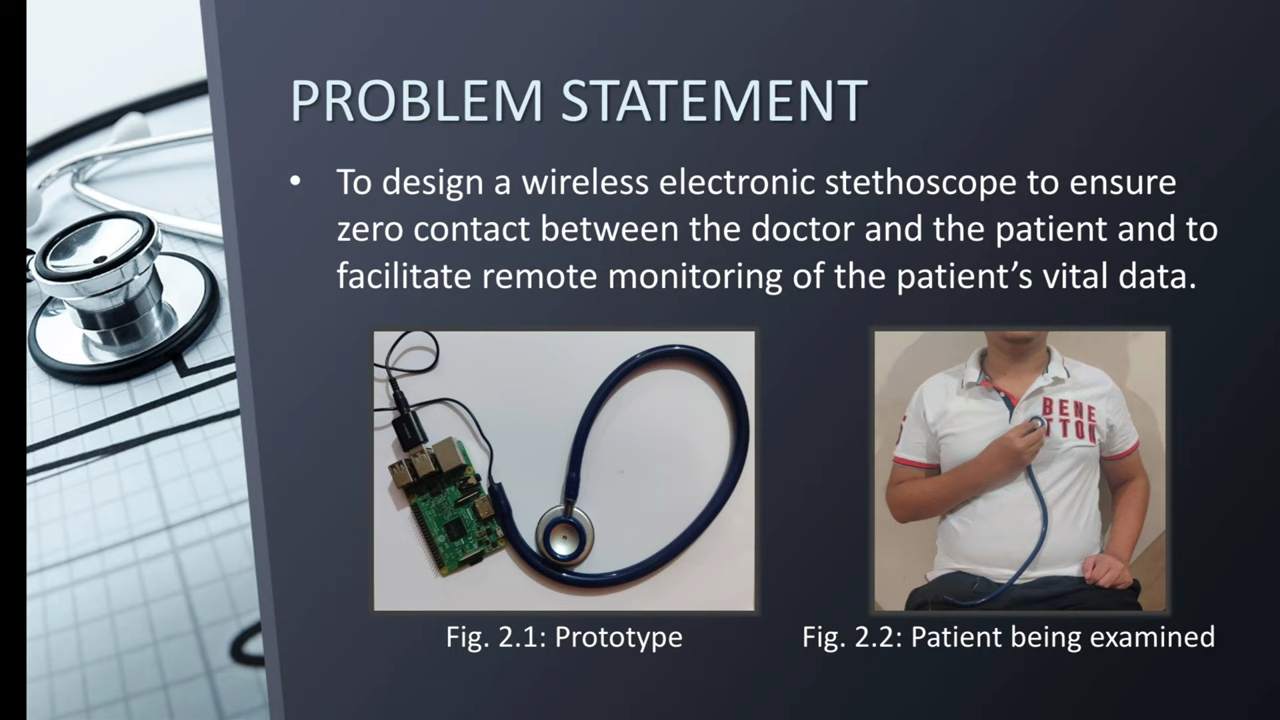 PROBLEM STATEMENT
• To design a wireless electronic stethoscope to ensure
zero contact between the doctor and the patient and to
facilitate remote monitoring of the patient’s vital data.
BENE
TTON
Fig. 2.1: Prototype
Fig. 2.2: Patient being examined